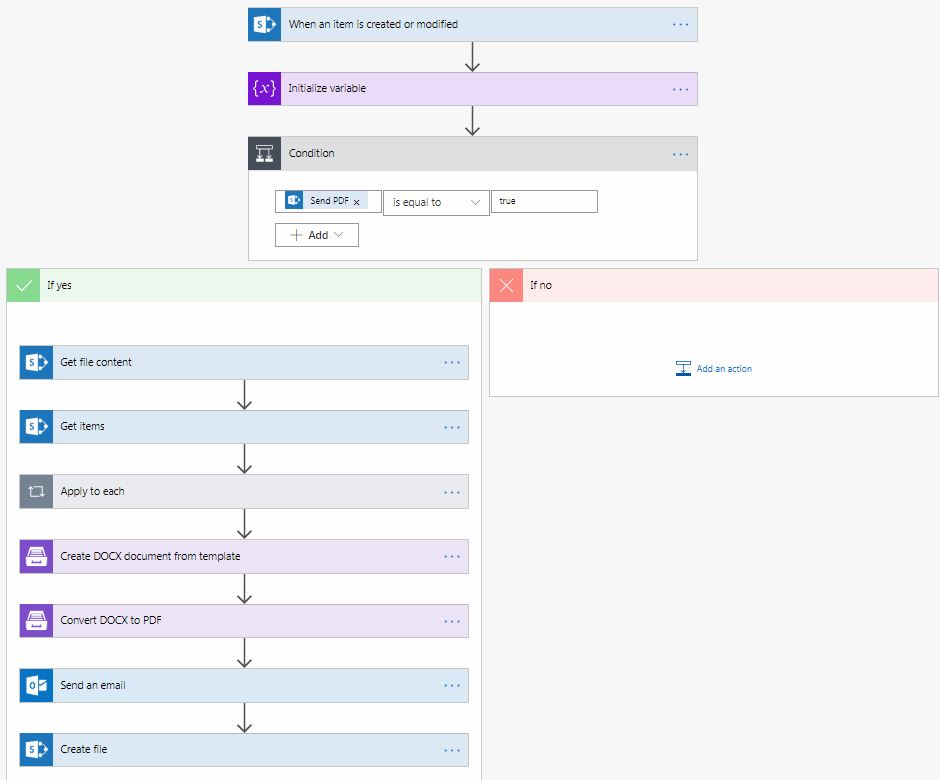 When an item is created or modified
Initialize variable
Condition
Send PDF x is equal to true
Add
If yes
If no
Get file content
Add an action
Get items
Apply to each
Create DOCX document from template
Convert DOCX to PDF
Send an email
Create file